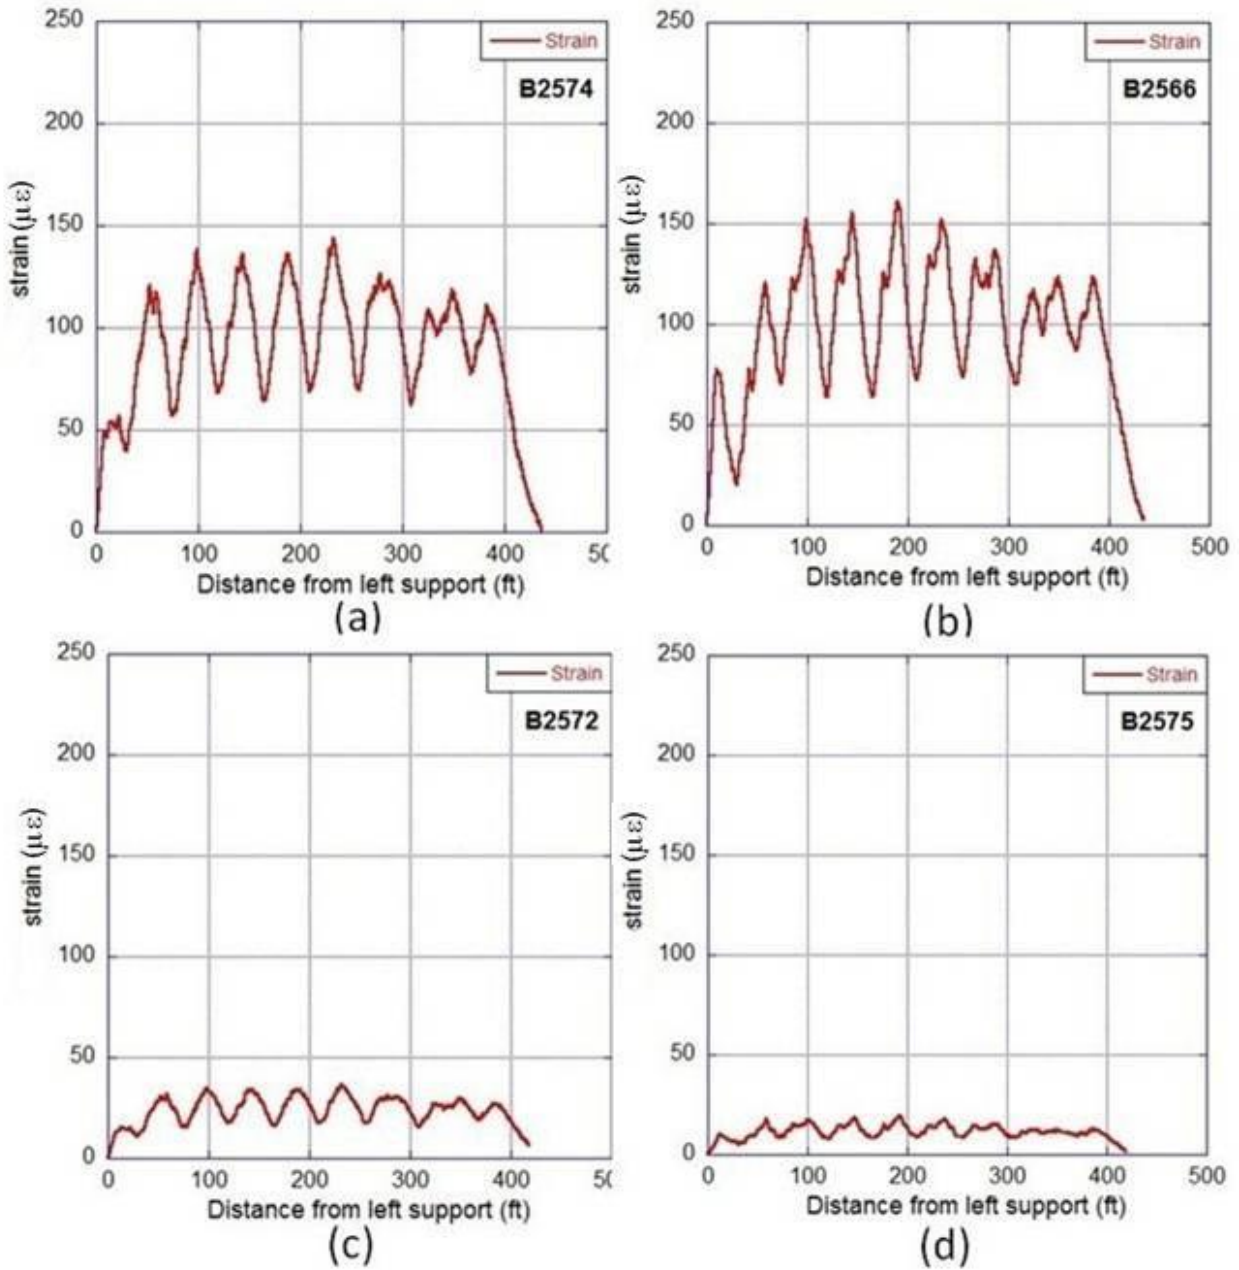 250
Strain
B2574
200
150
100
50
0
strain (με)
0 100 200 300 400 50
Distance from left support (ft)
(a)
250
Strain
B2566
200
150
100
50
0
strain (με)
0 100 200 300 400 500
Distance from left support (ft)
(b)
250
Strain
B2572
200
150
100
50
0
strain (με)
0 100 200 300 400 50
Distance from left support (ft)
(c)
250
Strain
B2575
200
150
100
50
0
strain (με)
0 100 200 300 400 500
Distance from left support (ft)
(d)